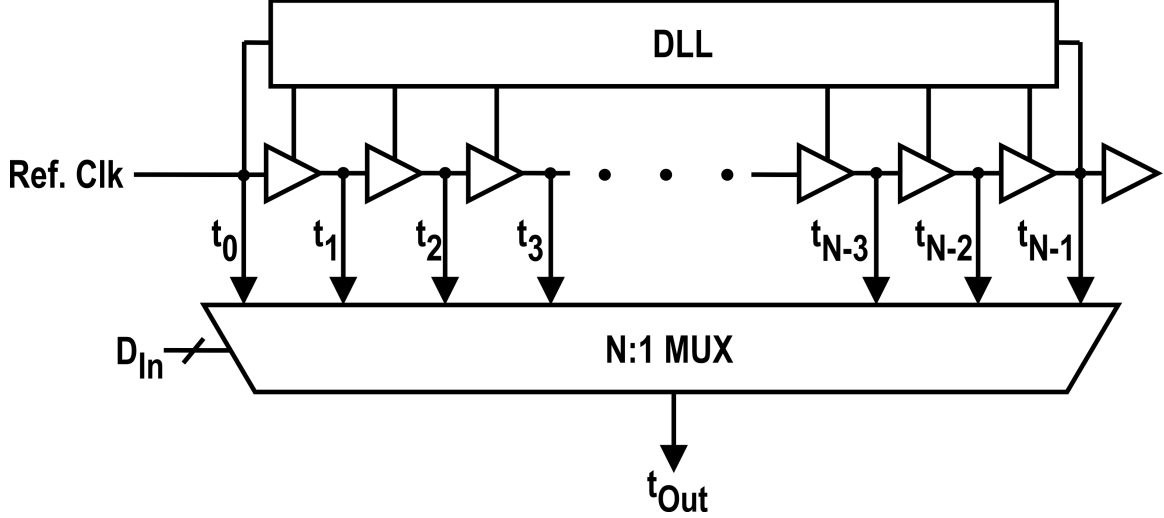 DLL
Ref. Clk
t0 t1 t2 t3 tN-3 tN-2 tN-1
DIn
N:1 MUX
tOut